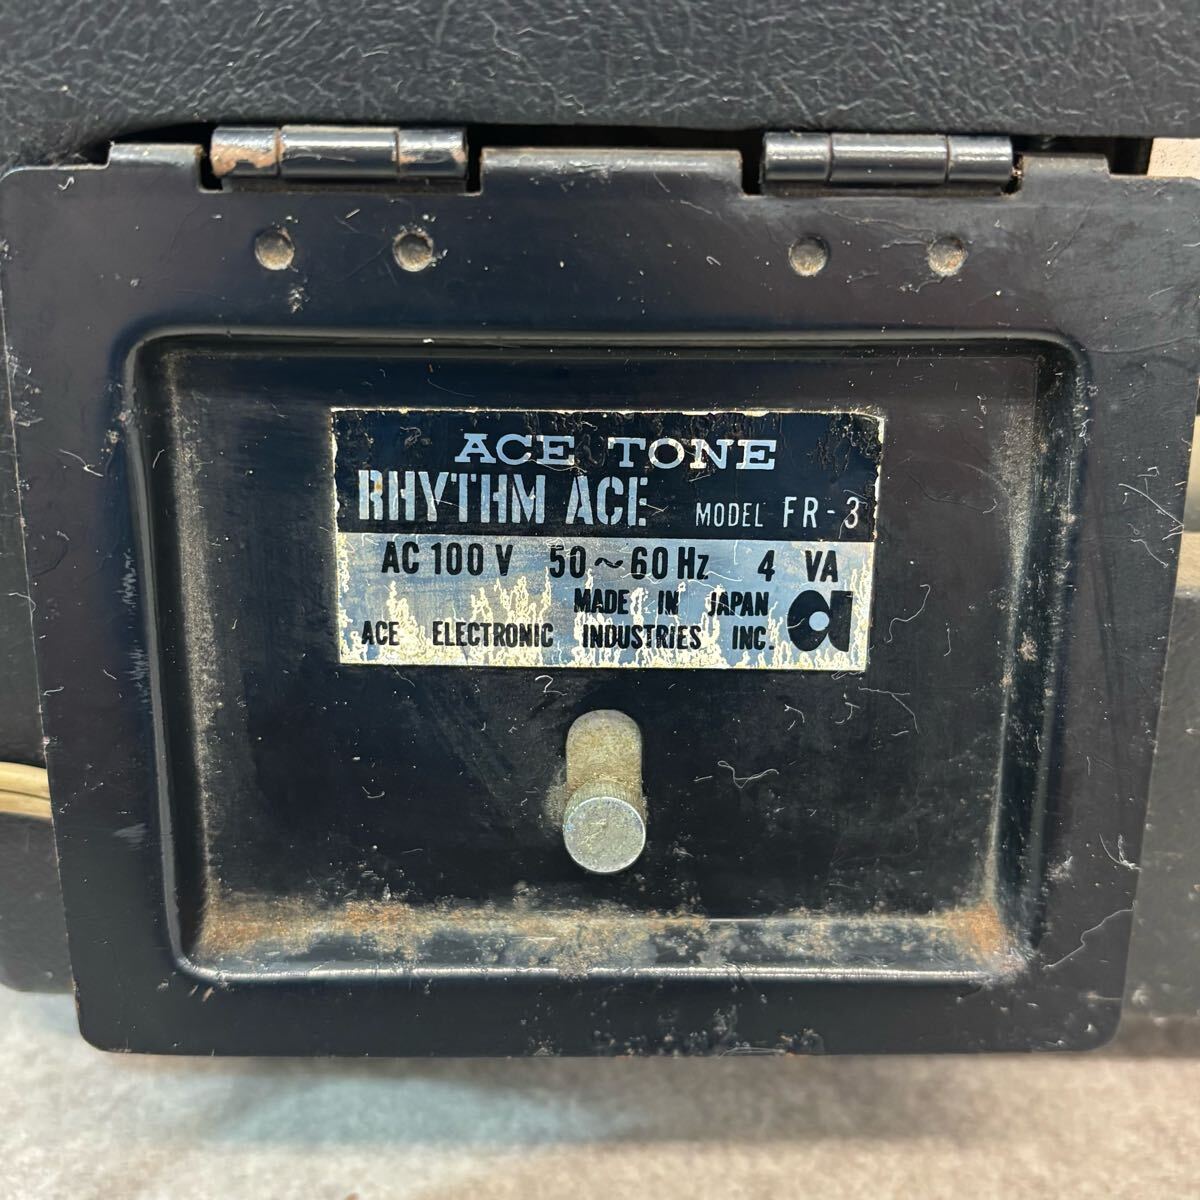 ACE TONE
RHYTHM ACE MODEL FR-3
AC 100 V 50~60 Hz 4 VA
MADE IN JAPAN
ACE ELECTRONIC INDUSTRIES INC.